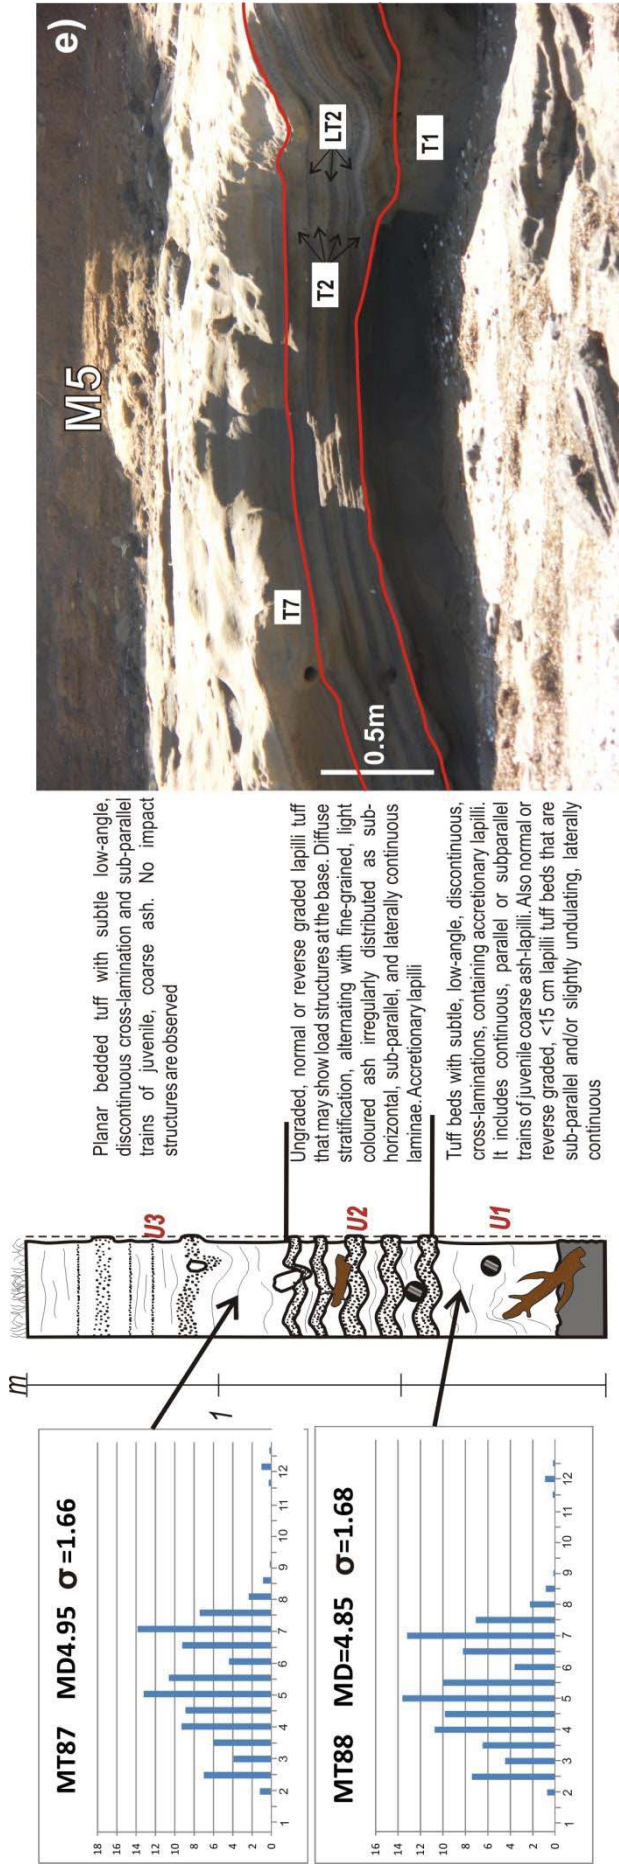 MT87 MD4.95 σ=1.66
18
16
14
12
10
8
6
4
2
0
1 2 3 4 5 6 7 8 9 10 11 12
MT88 MD=4.85 σ=1.68
18
16
14
12
10
8
6
4
2
0
1 2 3 4 5 6 7 8 9 10 11 12
m
1
U3
U2
U1
Planar bedded tuff with subtle low-angle,
discontinuous cross-lamination and sub-parallel
trains of juvenile, coarse ash. No impact
structures are observed
Ungraded, normal or reverse graded lapilli tuff
that may show load structures at the base. Diffuse
stratification, alternating with fine-grained, light
coloured ash irregularly distributed as sub-
horizontal, sub-parallel, and laterally continuous
laminae. Accretionary lapilli
Tuff beds with subtle, low-angle, discontinuous,
cross-laminations, containing accretionary lapilli.
It includes continuous, parallel or subparallel
trains of juvenile coarse ash-lapilli. Also normal or
reverse graded, <15 cm lapilli tuff beds that are
sub-parallel and/or slightly undulating, laterally
continuous
e)
M5
T7
T2
LT2
T1
0.5m